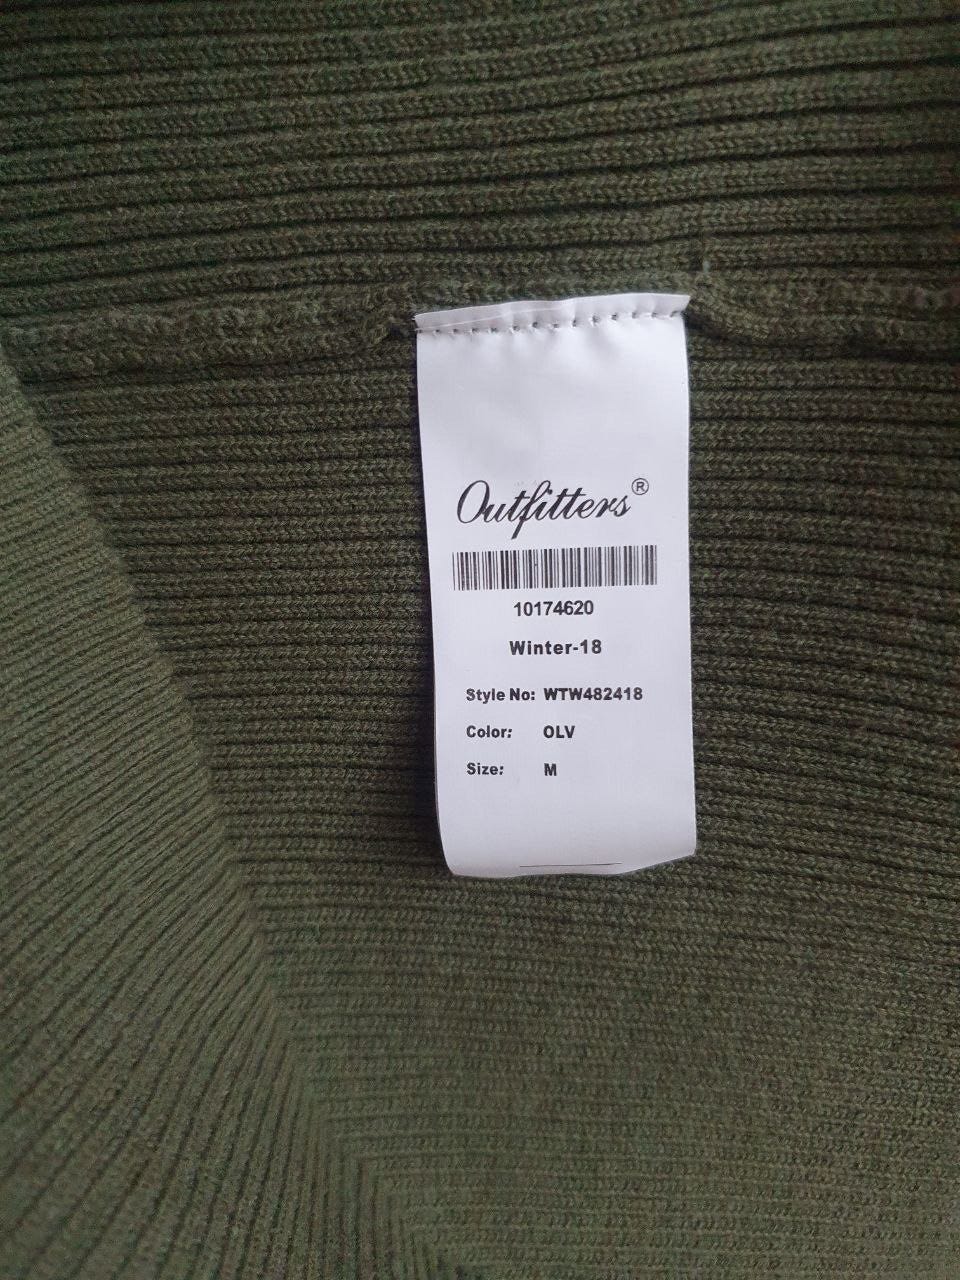 Outfitters®
10174620
Winter-18
Style No: WTW482418
Color: OLV
Size: M